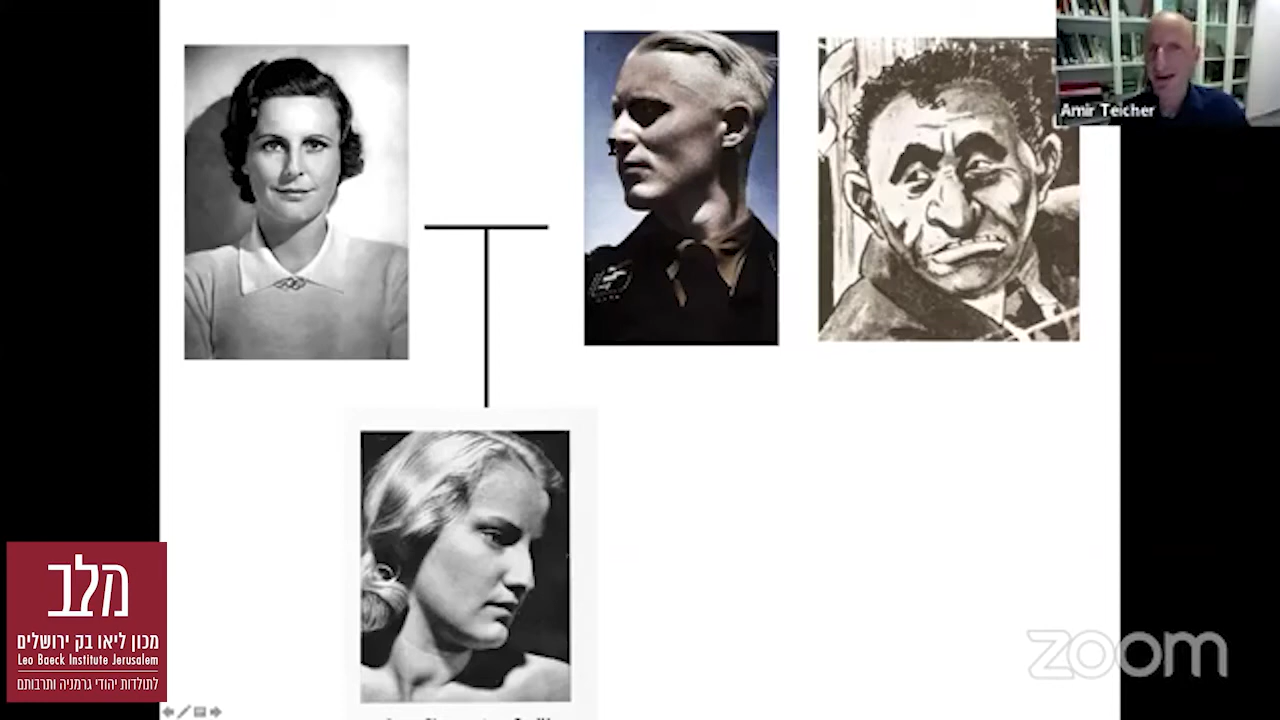 Amir Teicher
מלב
מכון ליאו בק ירושלים
Leo Baeck Institute Jerusalem
לתולדות יהודי גרמניה ותרבותם
zoom